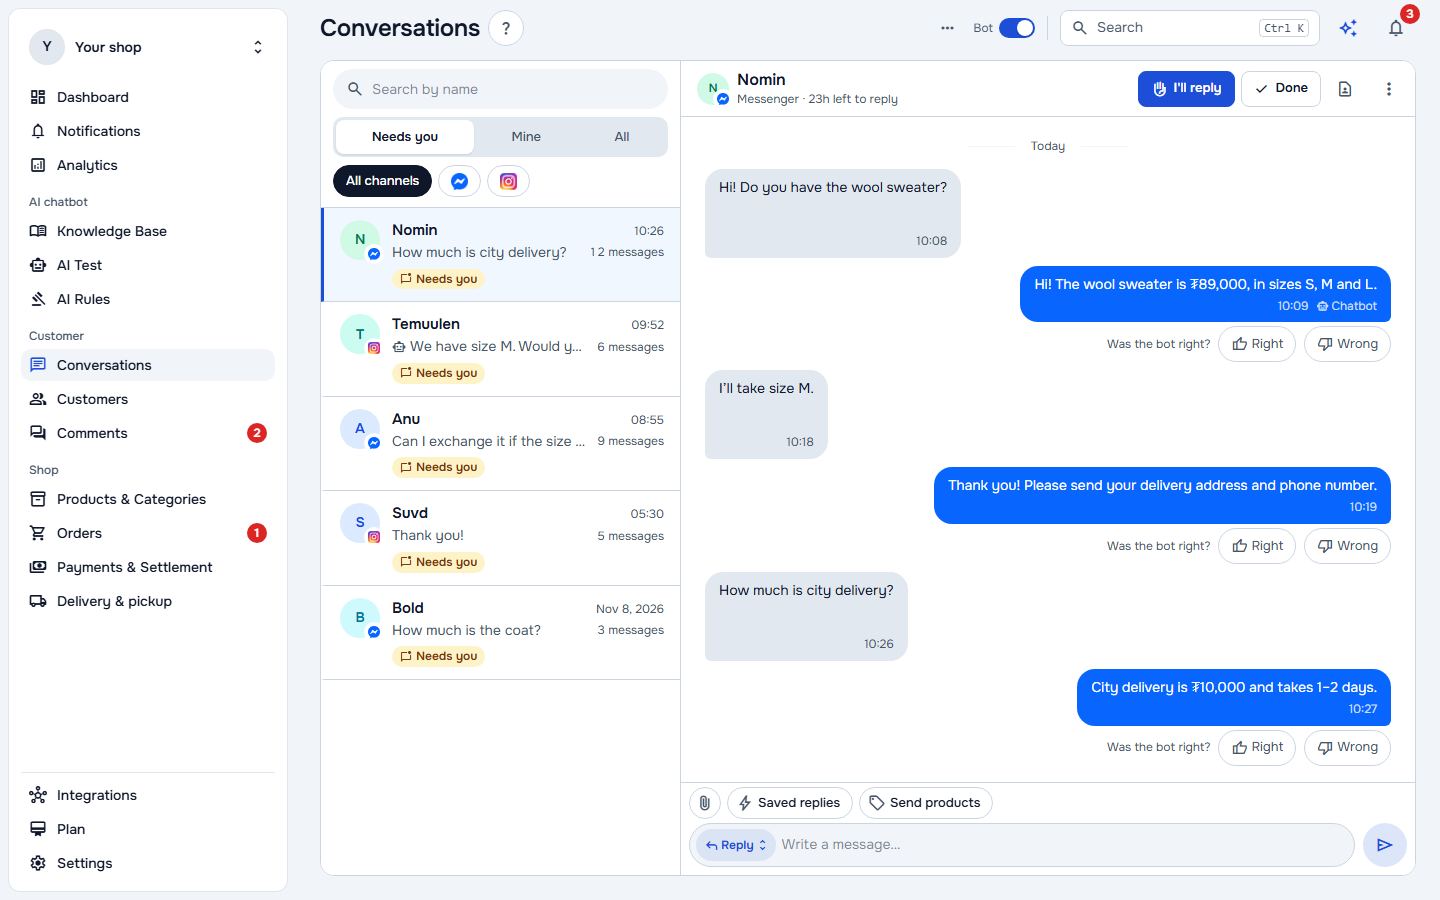 Y
Your shop
Dashboard
Notifications
Analytics
AI chatbot
Knowledge Base
AI Test
AI Rules
Customer
Conversations
Customers
Comments
2
Shop
Products & Categories
Orders
1
Payments & Settlement
Delivery & pickup
Integrations
Plan
Settings
Conversations
?
Bot
Search
Ctrl K
3
Search by name
Needs you
Mine
All
All channels
N
Nomin
10:26
How much is city delivery?
12 messages
Needs you
T
Temuulen
09:52
We have size M. Would y...
6 messages
Needs you
A
Anu
08:55
Can I exchange it if the size ...
9 messages
Needs you
S
Suvd
05:30
Thank you!
5 messages
Needs you
B
Bold
Nov 8, 2026
How much is the coat?
3 messages
Needs you
N
Nomin
Messenger · 23h left to reply
I'll reply
Done
Today
Hi! Do you have the wool sweater?
10:08
Hi! The wool sweater is ₮89,000, in sizes S, M and L.
10:09 Chatbot
Was the bot right?
Right
Wrong
I'll take size M.
10:18
Thank you! Please send your delivery address and phone number.
10:19
Was the bot right?
Right
Wrong
How much is city delivery?
10:26
City delivery is ₮10,000 and takes 1–2 days.
10:27
Was the bot right?
Right
Wrong
Saved replies
Send products
Reply
Write a message...